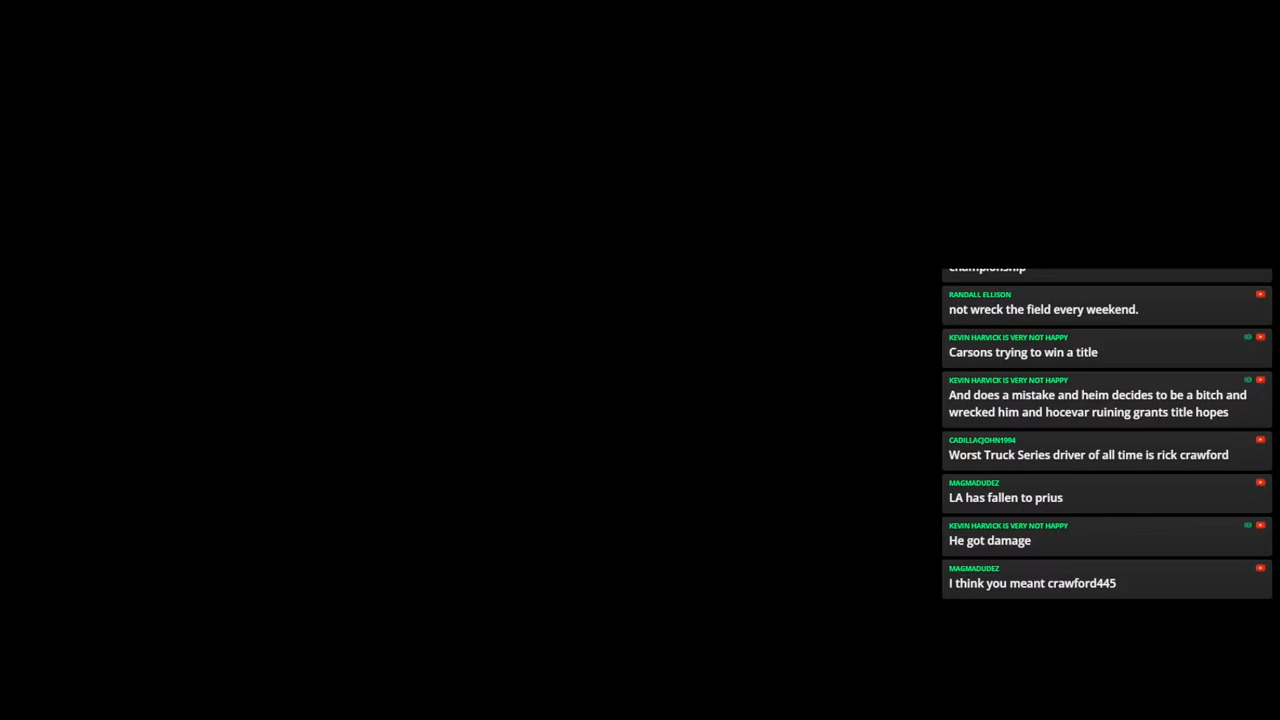 championship
RANDALL ELLISON
not wreck the field every weekend.
KEVIN HARVICK IS VERY NOT HAPPY
Carsons trying to win a title
KEVIN HARVICK IS VERY NOT HAPPY
And does a mistake and heim decides to be a bitch and
wrecked him and hocevar ruining grants title hopes
CADILLACJOHN1994
Worst Truck Series driver of all time is rick crawford
MAGMADUDEZ
LA has fallen to prius
KEVIN HARVICK IS VERY NOT HAPPY
He got damage
MAGMADUDEZ
I think you meant crawford445